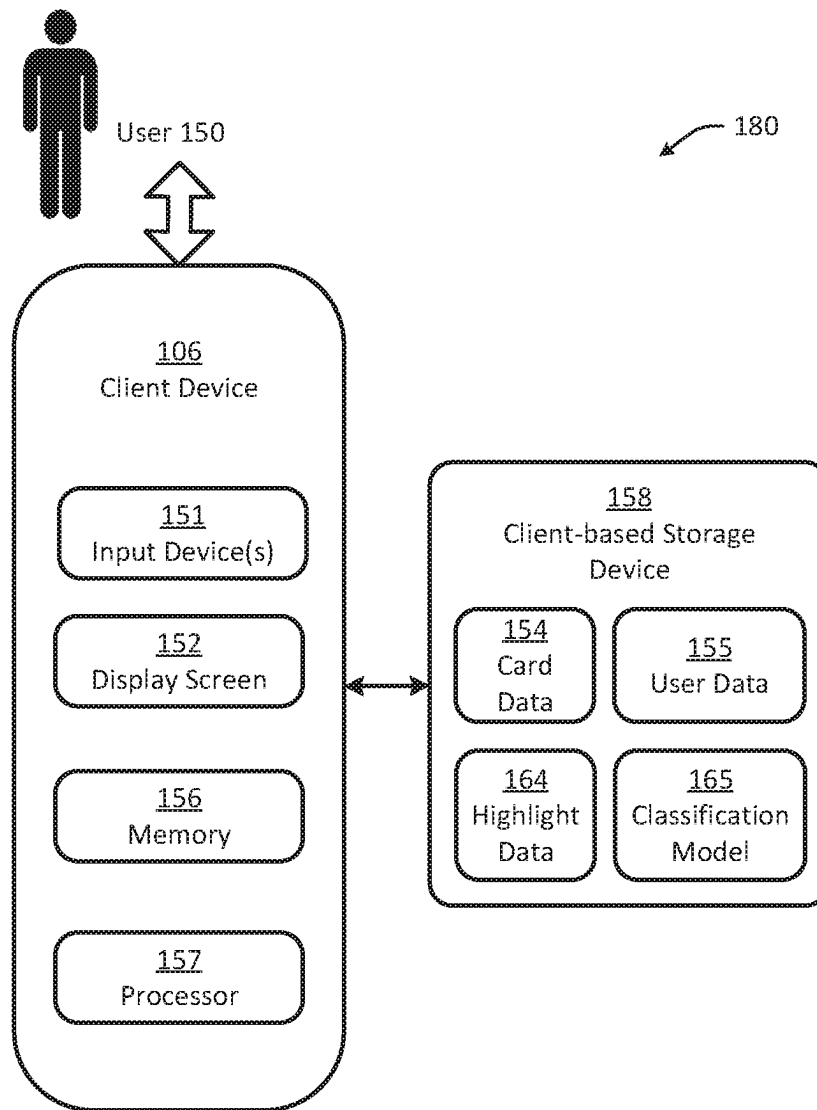 User 150
180
106
Client Device
151
Input Device(s)
152
Display Screen
156
Memory
157
Processor
158
Client-based Storage
Device
154
Card
Data
155
User Data
164
Highlight
Data
165
Classification
Model